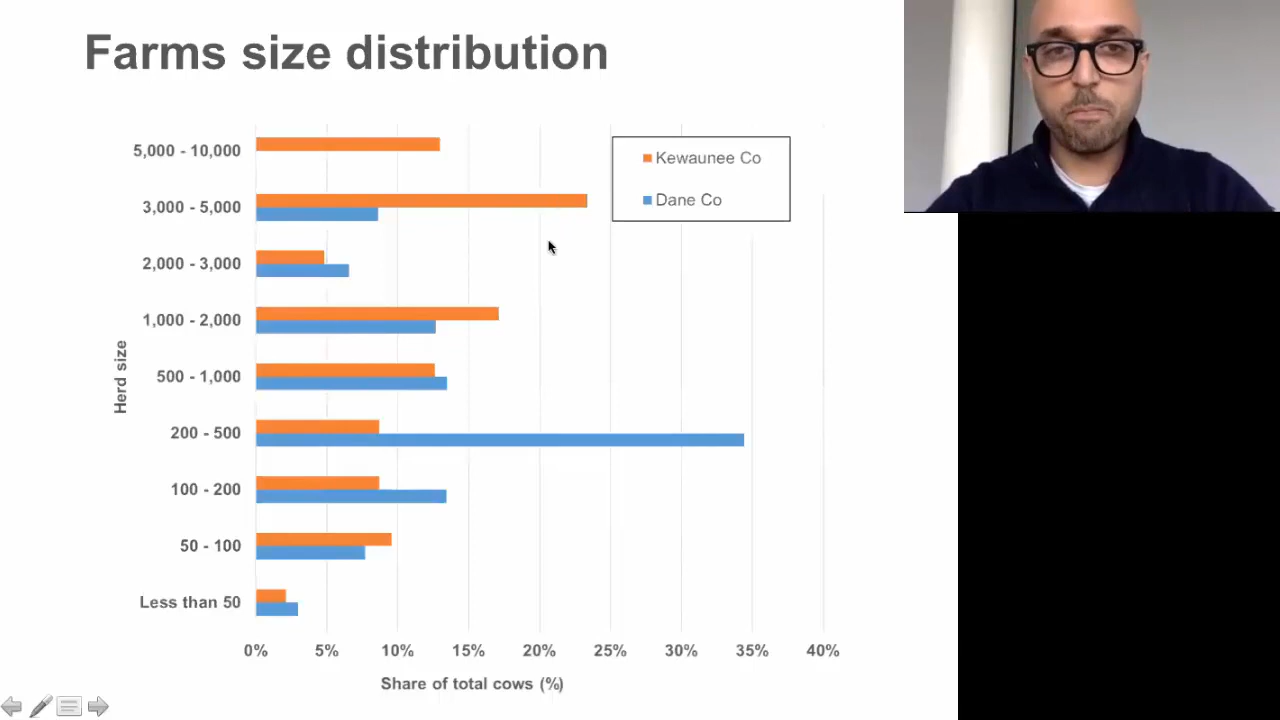 Farms size distribution
Kewaunee Co
Dane Co
Herd size
5,000 - 10,000
3,000 - 5,000
2,000 - 3,000
1,000 - 2,000
500 - 1,000
200 - 500
100 - 200
50 - 100
Less than 50
0% 5% 10% 15% 20% 25% 30% 35% 40%
Share of total cows (%)